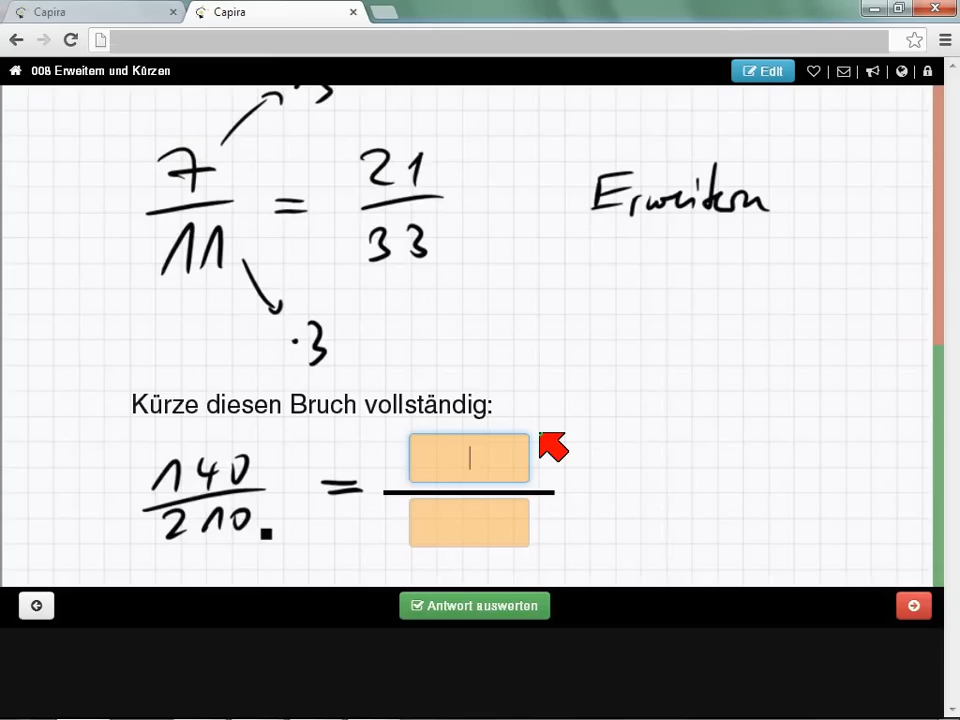 Capira
Capira
008 Erweitern und Kürzen
Edit
7/11 = 21/33
Erweitern
·3
Kürze diesen Bruch vollständig:
140/210 =
Antwort auswerten